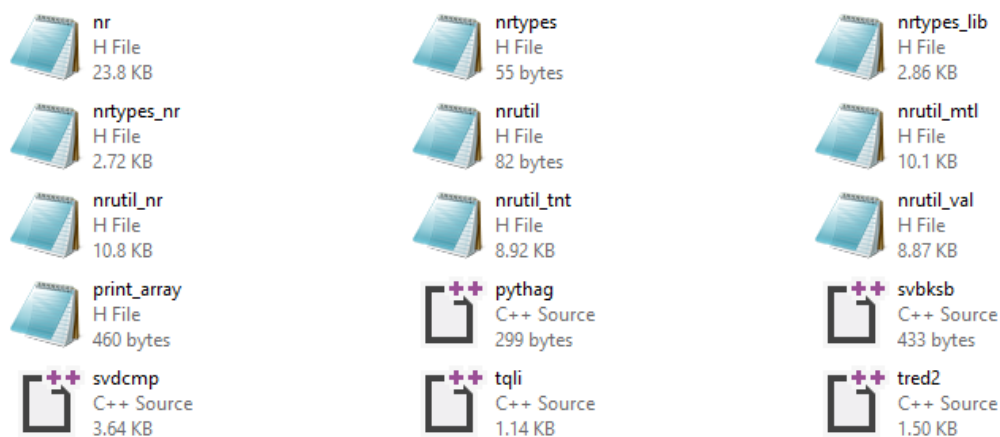 nr
H File
23.8 KB
nrtypes
H File
55 bytes
nrtypes_lib
H File
2.86 KB
nrtypes_nr
H File
2.72 KB
nrutil
H File
82 bytes
nrutil_mtl
H File
10.1 KB
nrutil_nr
H File
10.8 KB
nrutil_tnt
H File
8.92 KB
nrutil_val
H File
8.87 KB
print_array
H File
460 bytes
pythag
C++ Source
299 bytes
svbksb
C++ Source
433 bytes
svdcmp
C++ Source
3.64 KB
tqli
C++ Source
1.14 KB
tred2
C++ Source
1.50 KB